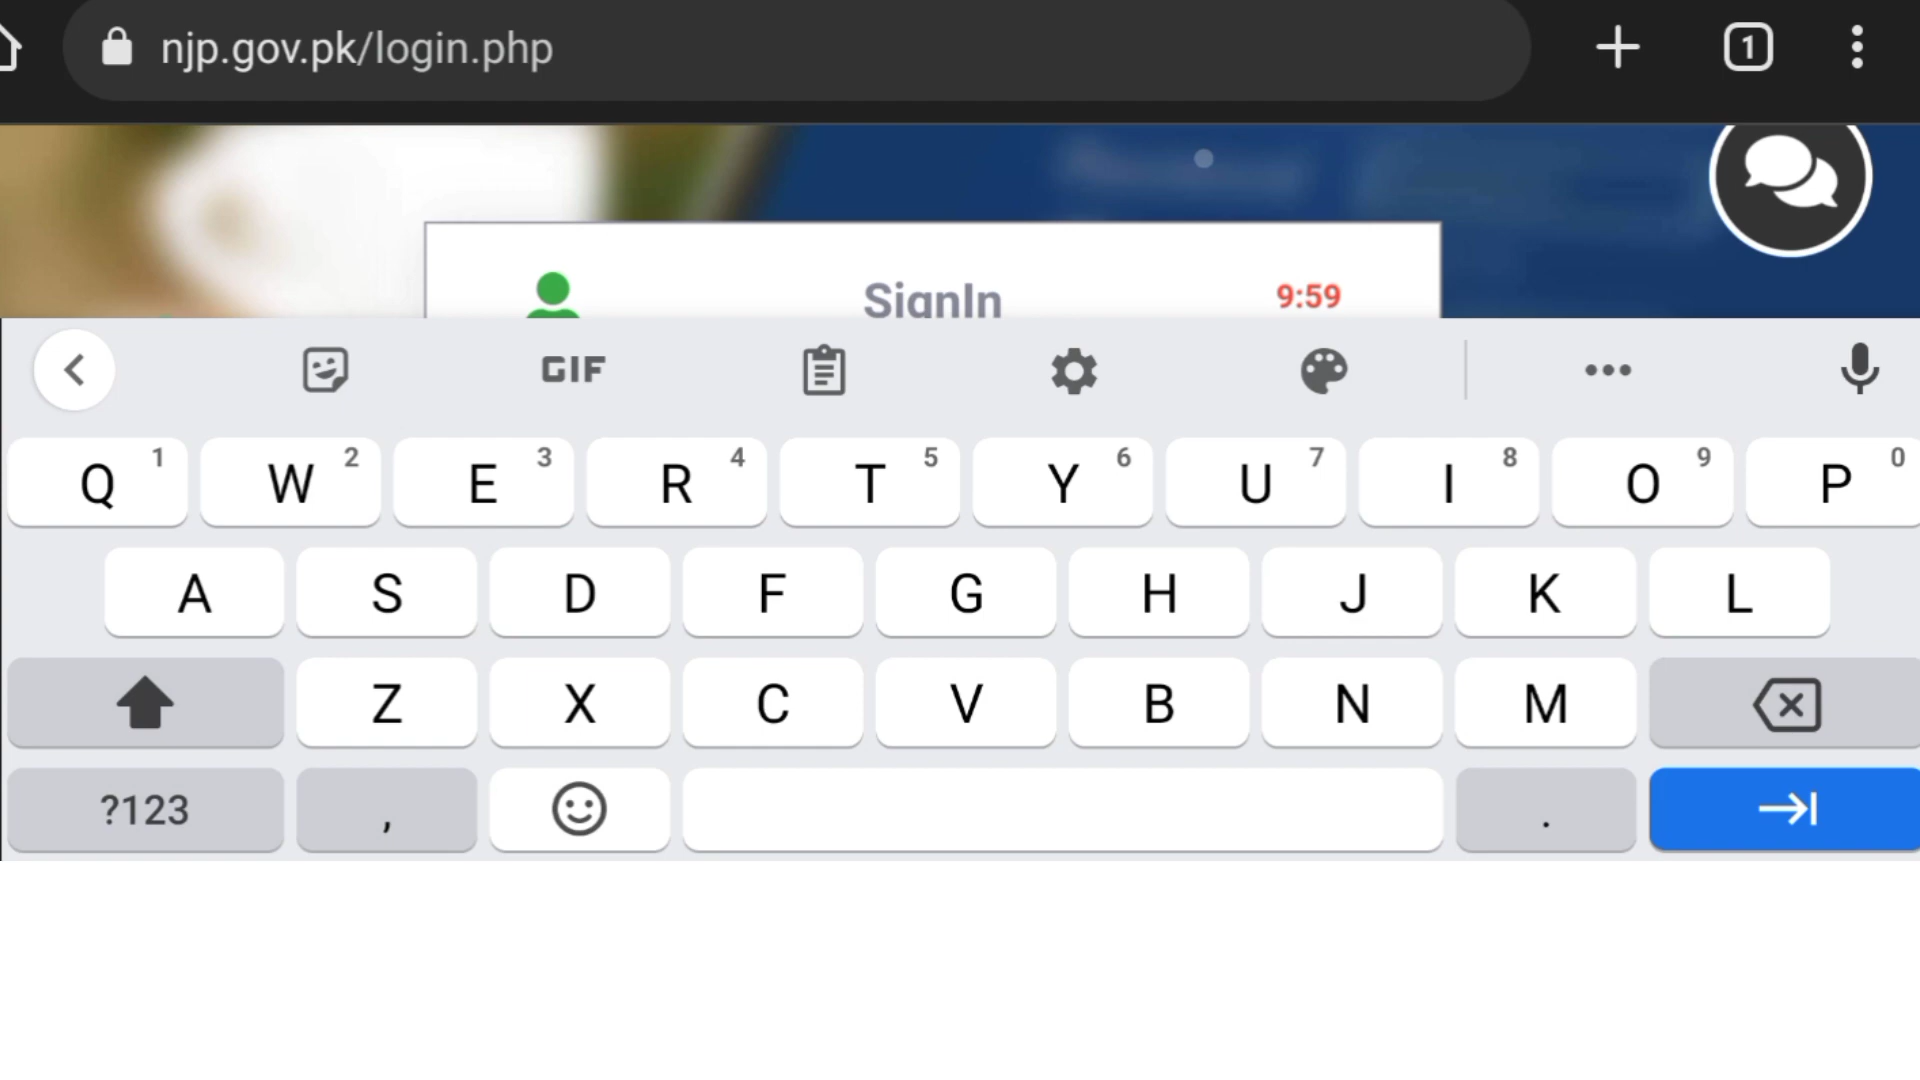 njp.gov.pk/login.php
1
SignIn
9:59
GIF
Q 1 W 2 E 3 R 4 T 5 Y 6 U 7 I 8 O 9 P 0
A S D F G H J K L
Z X C V B N M
?123 , .